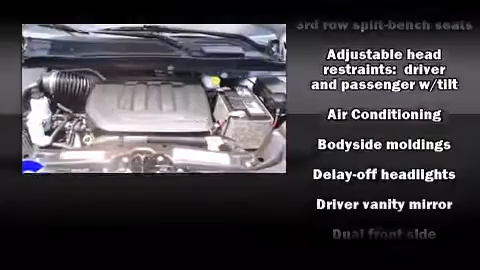 3rd row split-bench seats
Adjustable head
restraints: driver
and passenger w/tilt
Air Conditioning
Bodyside moldings
Delay-off headlights
Driver vanity mirror
Dual front side